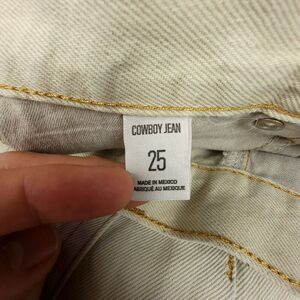 COWBOY JEAN
25
MADE IN MEXICO
FABRIQUÉ AU MEXIQUE